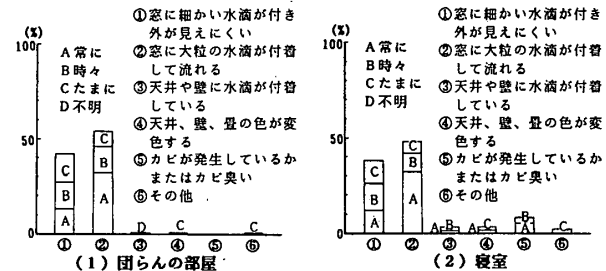 (%)
100
50
0
A 常に
B 時々
C たまに
D 不明
①窓に細かい水滴が付き
外が見えにくい
②窓に大粒の水滴が付着
して流れる
③天井や壁に水滴が付着
している
④天井、壁、畳の色が変
色する
⑤カビが発生しているか
またはカビ臭い
⑥その他
C
B
A
C
B
A
D
C
C
① ② ③ ④ ⑤ ⑥
(1) 団らんの部屋
(%)
100
50
0
A 常に
B 時々
C たまに
D 不明
①窓に細かい水滴が付き
外が見えにくい
②窓に大粒の水滴が付着
して流れる
③天井や壁に水滴が付着
している
④天井、壁、畳の色が変
色する
⑤カビが発生しているか
またはカビ臭い
⑥その他
C
B
A
C
B
A
A B
A C
B
A
C
① ② ③ ④ ⑤ ⑥
(2) 寝室